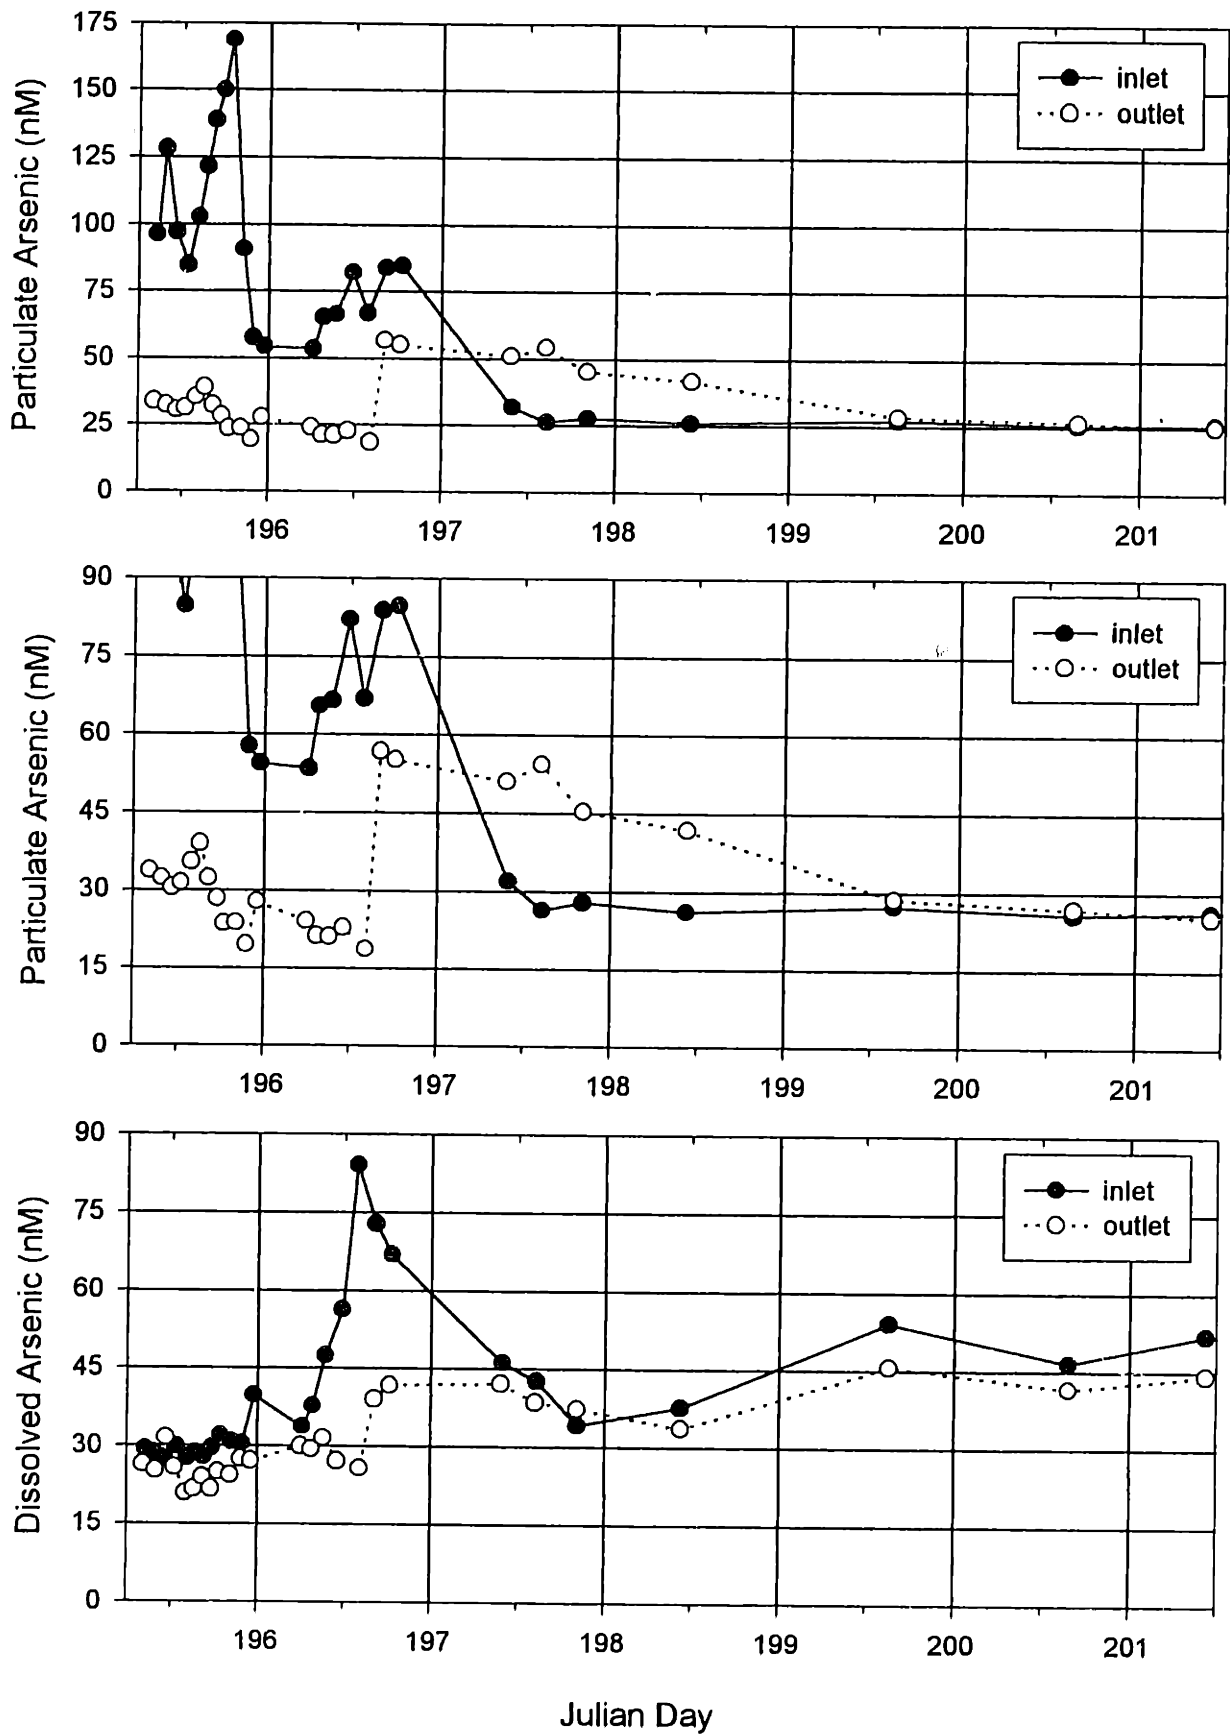 175
150
125
100
75
50
25
0
Particulate Arsenic (nM)
inlet
outlet
196 197 198 199 200 201
90
75
60
45
30
15
0
Particulate Arsenic (nM)
inlet
outlet
196 197 198 199 200 201
90
75
60
45
30
15
0
Dissolved Arsenic (nM)
inlet
outlet
196 197 198 199 200 201
Julian Day